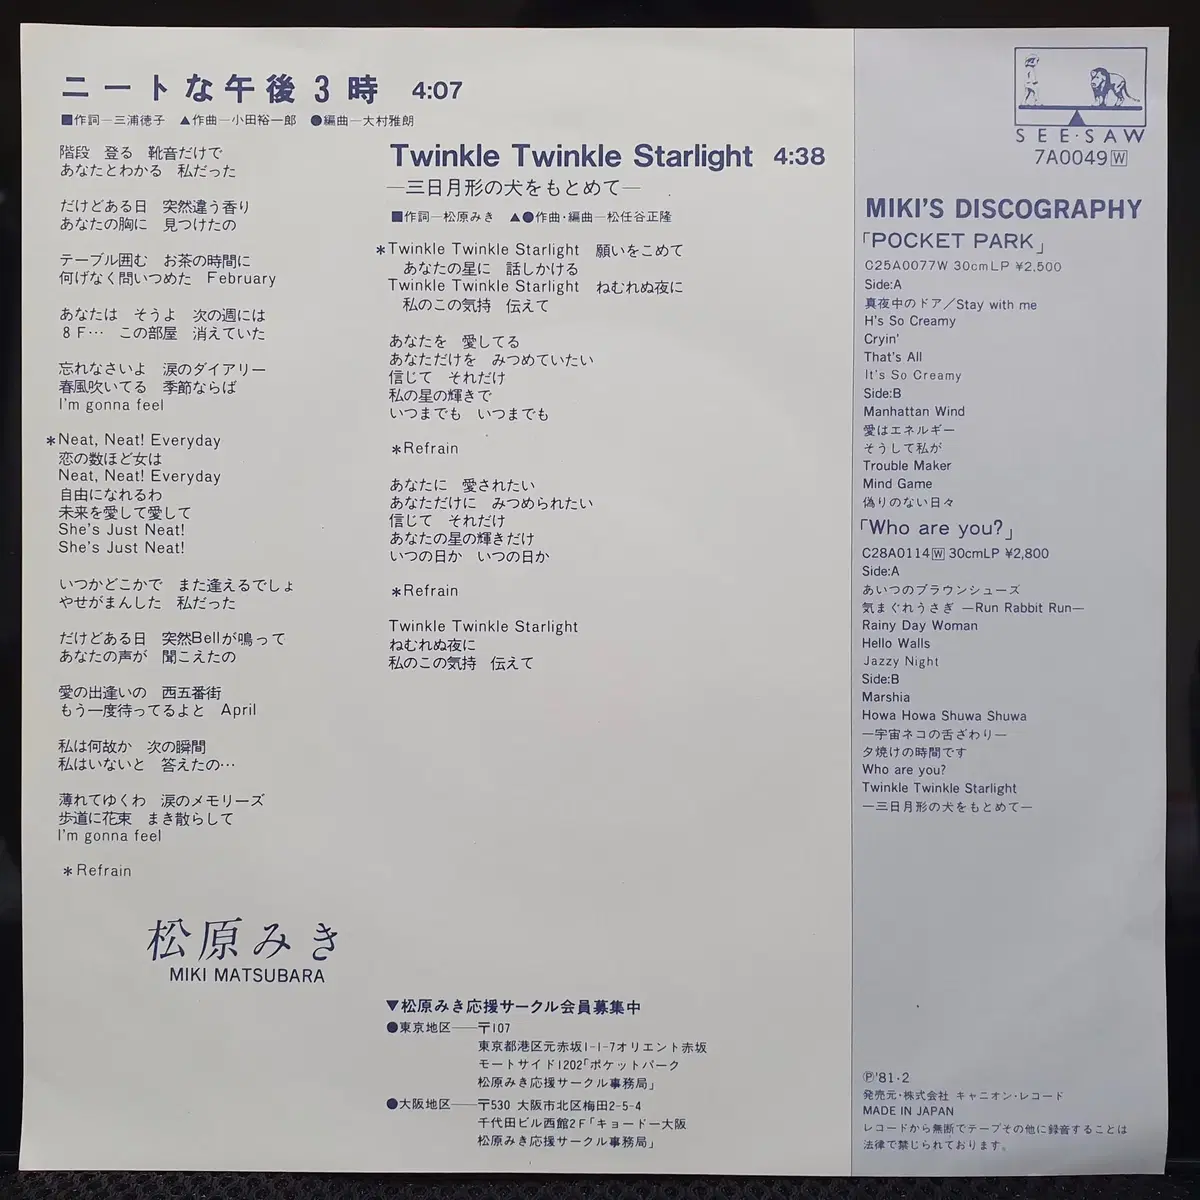 ニートな午後3時 4:07
■作詞―三浦徳子 ▲作曲―小田裕一郎 ●編曲―大村雅朗
階段 登る 靴音だけで
あなたとわかる 私だった
だけどある日 突然違う香り
あなたの胸に 見つけたの
テーブル囲む お茶の時間に
何げなく問いつめた February
あなたは そうよ 次の週には
8F… この部屋 消えていた
忘れなさいよ 涙のダイアリー
春風吹いてる 季節ならば
I'm gonna feel
*Neat, Neat! Everyday
恋の数ほど女は
Neat, Neat! Everyday
自由になれるわ
未来を愛して愛して
She's Just Neat!
She's Just Neat!
いつかどこかで また逢えるでしょ
やせがまんした 私だった
だけどある日 突然Bellが鳴って
あなたの声が 聞こえたの
愛の出逢いの 西五番街
もう一度待ってるよと April
私は何故か 次の瞬間
私はいないと 答えたの…
薄れてゆくわ 涙のメモリーズ
歩道に花束 まき散らして
I'm gonna feel
*Refrain
松原みき
MIKI MATSUBARA
Twinkle Twinkle Starlight 4:38
―三日月形の犬をもとめて―
■作詞―松原みき ▲●作曲・編曲―松任谷正隆
*Twinkle Twinkle Starlight 願いをこめて
あなたの星に 話しかける
Twinkle Twinkle Starlight ねむれぬ夜に
私のこの気持 伝えて
あなたを 愛してる
あなただけを みつめていたい
信じて それだけ
私の星の輝きで
いつまでも いつまでも
*Refrain
あなたに 愛されたい
あなただけに みつめられたい
信じて それだけ
あなたの星の輝きだけ
いつの日か いつの日か
*Refrain
Twinkle Twinkle Starlight
ねむれぬ夜に
私のこの気持 伝えて
▼松原みき応援サークル会員募集中
●東京地区――〒107
東京都港区元赤坂1-1-7オリエント赤坂
モートサイド1202「ポケットパーク
松原みき応援サークル事務局」
●大阪地区――〒530 大阪市北区梅田2-5-4
千代田ビル西館2F「キョードー大阪
松原みき応援サークル事務局」
SEE・SAW
7A0049W
MIKI'S DISCOGRAPHY
「POCKET PARK」
C25A0077W 30cmLP ¥2,500
Side:A
真夜中のドア/Stay with me
H's So Creamy
Cryin'
That's All
It's So Creamy
Side:B
Manhattan Wind
愛はエネルギー
そうして私が
Trouble Maker
Mind Game
偽りのない日々
「Who are you?」
C28A0114W 30cmLP ¥2,800
Side:A
あいつのブラウンシューズ
気まぐれうさぎ ―Run Rabbit Run―
Rainy Day Woman
Hello Walls
Jazzy Night
Side:B
Marshia
Howa Howa Shuwa Shuwa
―宇宙ネコの舌ざわり―
夕焼けの時間です
Who are you?
Twinkle Twinkle Starlight
―三日月形の犬をもとめて―
Ⓟ'81・2
発売元・株式会社 キャニオン・レコード
MADE IN JAPAN
レコードから無断でテープその他に録音することは
法律で禁じられております。